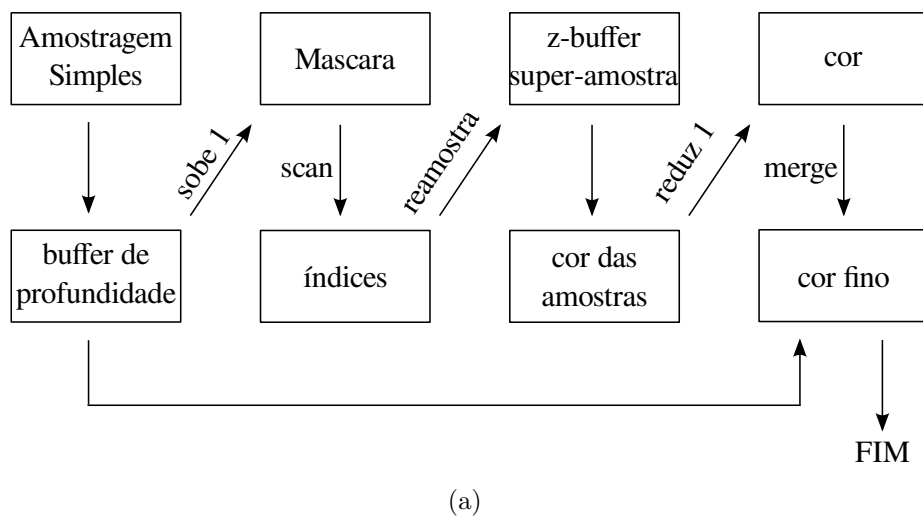 Amostragem
Simples
Mascara
z-buffer
super-amostra
cor
sobe 1
scan
reamostra
reduz 1
merge
buffer de
profundidade
índices
cor das
amostras
cor fino
FIM
(a)